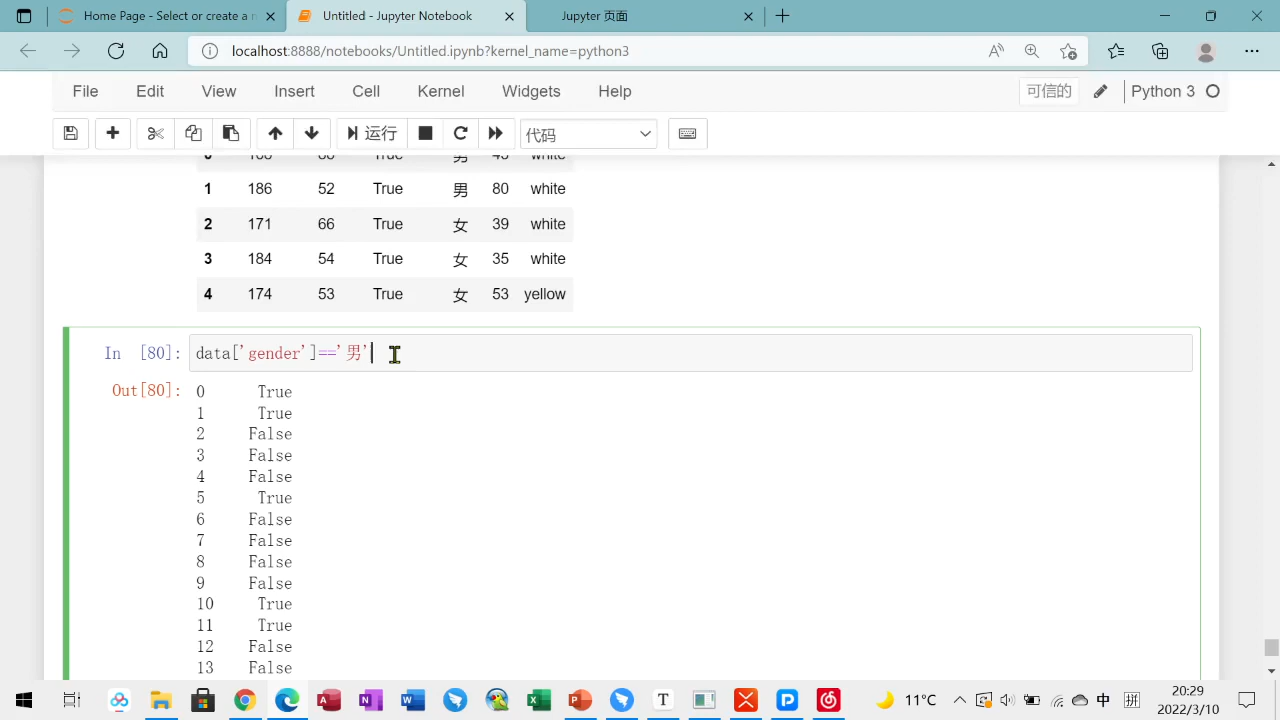 Home Page - Select or create a n
Untitled - Jupyter Notebook
Jupyter 页面
localhost:8888/notebooks/Untitled.ipynb?kernel_name=python3
File Edit View Insert Cell Kernel Widgets Help
可信的
Python 3
运行
代码
1 186 52 True 男 80 white
2 171 66 True 女 39 white
3 184 54 True 女 35 white
4 174 53 True 女 53 yellow
In [80]: data['gender']=='男'
Out[80]: 0 True
1 True
2 False
3 False
4 False
5 True
6 False
7 False
8 False
9 False
10 True
11 True
12 False
13 False
11°C
中
拼
20:29
2022/3/10